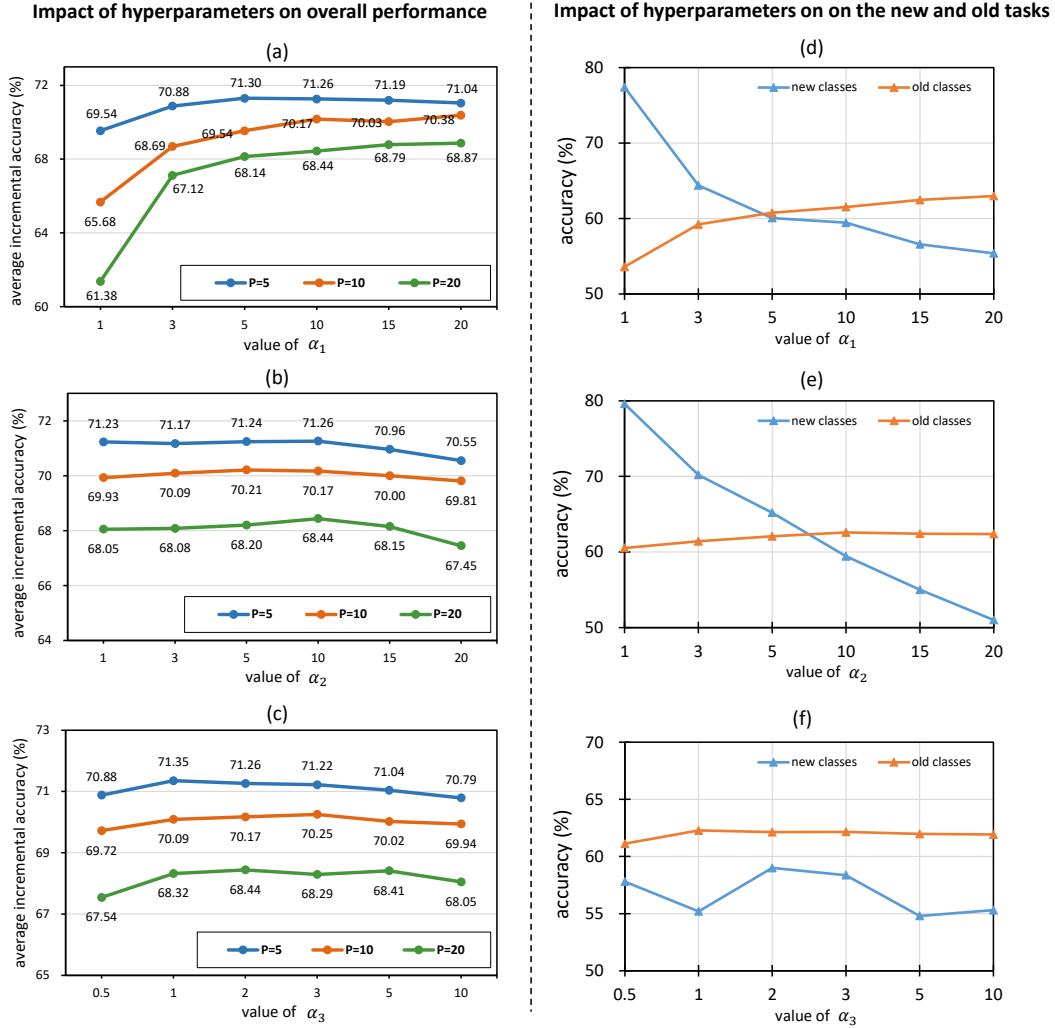 Impact of hyperparameters on overall performance
(a)
average incremental accuracy (%)
72
68
64
60
69.54
70.88
71.30
71.26
71.19
71.04
65.68
68.69
69.54
70.17
70.03
70.38
61.38
67.12
68.14
68.44
68.79
68.87
P=5 P=10 P=20
1 3 5 10 15 20
value of α1
(b)
average incremental accuracy (%)
72
70
68
66
64
71.23
71.17
71.24
71.26
70.96
70.55
69.93
70.09
70.21
70.17
70.00
69.81
68.05
68.08
68.20
68.44
68.15
67.45
P=5 P=10 P=20
1 3 5 10 15 20
value of α2
(c)
average incremental accuracy (%)
73
71
69
67
65
70.88
71.35
71.26
71.22
71.04
70.79
69.72
70.09
70.17
70.25
70.02
69.94
67.54
68.32
68.44
68.29
68.41
68.05
P=5 P=10 P=20
0.5 1 2 3 5 10
value of α3
Impact of hyperparameters on on the new and old tasks
(d)
accuracy (%)
80
70
60
50
new classes old classes
1 3 5 10 15 20
value of α1
(e)
accuracy (%)
80
70
60
50
new classes old classes
1 3 5 10 15 20
value of α2
(f)
accuracy (%)
70
65
60
55
50
new classes old classes
0.5 1 2 3 5 10
value of α3